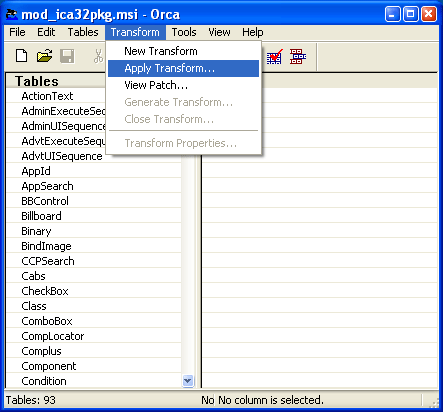 mod_ica32pkg.msi - Orca
File Edit Tables Transform Tools View Help
New Transform
Apply Transform...
View Patch...
Generate Transform...
Close Transform...
Transform Properties...
Tables
ActionText
AdminExecuteSeq
AdminUISequence
AdvtExecuteSeq
AdvtUISequence
AppId
AppSearch
BBControl
Billboard
Binary
BindImage
CCPSearch
Cabs
CheckBox
Class
ComboBox
CompLocator
Complus
Component
Condition
Tables: 93 No No column is selected.